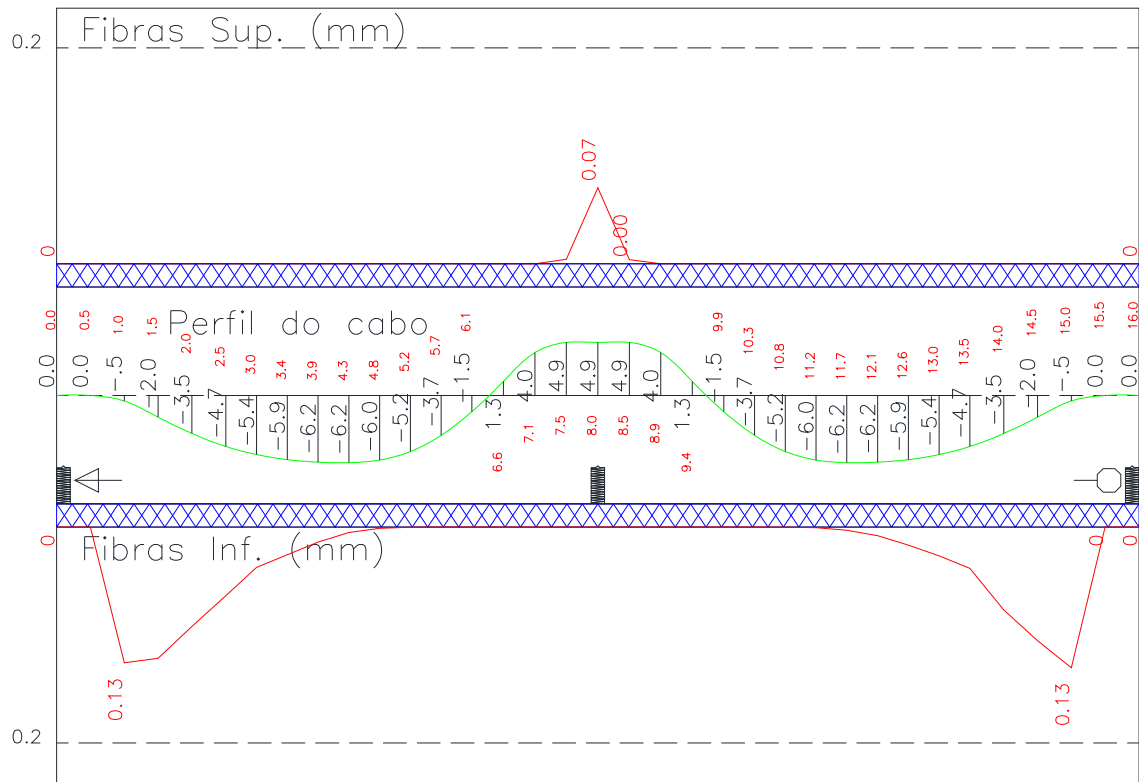 Fibras Sup. (mm)
0.2
0.07
0 0.00 0
Perfil do cabo
0.0 0.5 1.0 1.5 2.0 2.5 3.0 3.4 3.9 4.3 4.8 5.2 5.7 6.1 6.6 7.1 7.5 8.0 8.5 8.9 9.4 9.9 10.3 10.8 11.2 11.7 12.1 12.6 13.0 13.5 14.0 14.5 15.0 15.5 16.0
0.0 0.0 -.5 -2.0 -3.5 -4.7 -5.4 -5.9 -6.2 -6.2 -6.0 -5.2 -3.7 -1.5 1.3 4.0 4.9 4.9 4.9 4.0 1.3 -1.5 -3.7 -5.2 -6.0 -6.2 -6.2 -5.9 -5.4 -4.7 -3.5 -2.0 -.5 0.0 0.0
0 0 0
Fibras Inf. (mm)
0.13 0.13
0.2